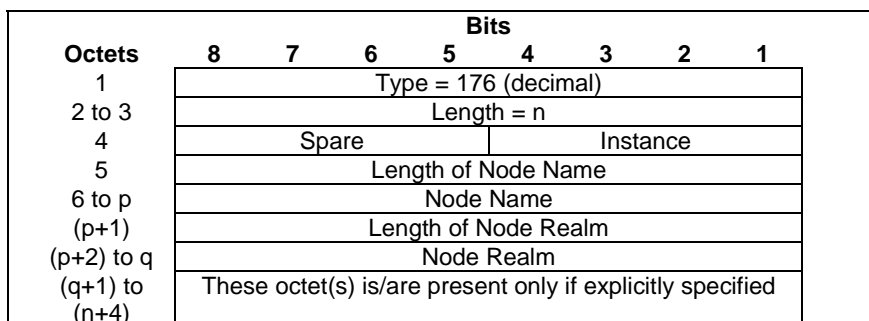 Bits
Octets 8 7 6 5 4 3 2 1
1 Type = 176 (decimal)
2 to 3 Length = n
4 Spare Instance
5 Length of Node Name
6 to p Node Name
(p+1) Length of Node Realm
(p+2) to q Node Realm
(q+1) to These octet(s) is/are present only if explicitly specified
(n+4)